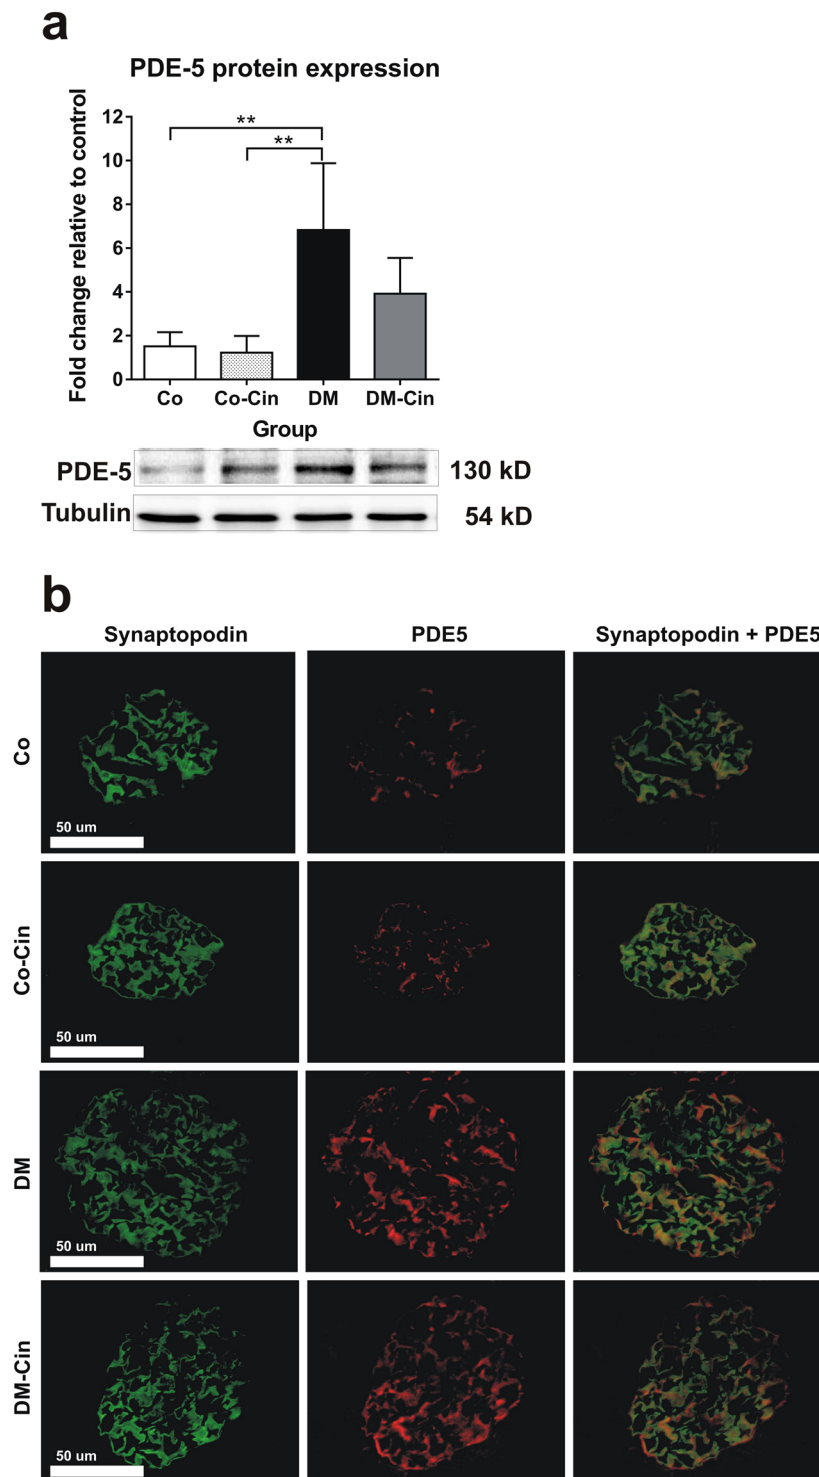 a
PDE-5 protein expression
Fold change relative to control
12
10
8
6
4
2
0
** 
**
Co Co-Cin DM DM-Cin
Group
PDE-5 130 kD
Tubulin 54 kD
b
Synaptopodin PDE5 Synaptopodin + PDE5
Co
50 um
Co-Cin
50 um
DM
50 um
DM-Cin
50 um